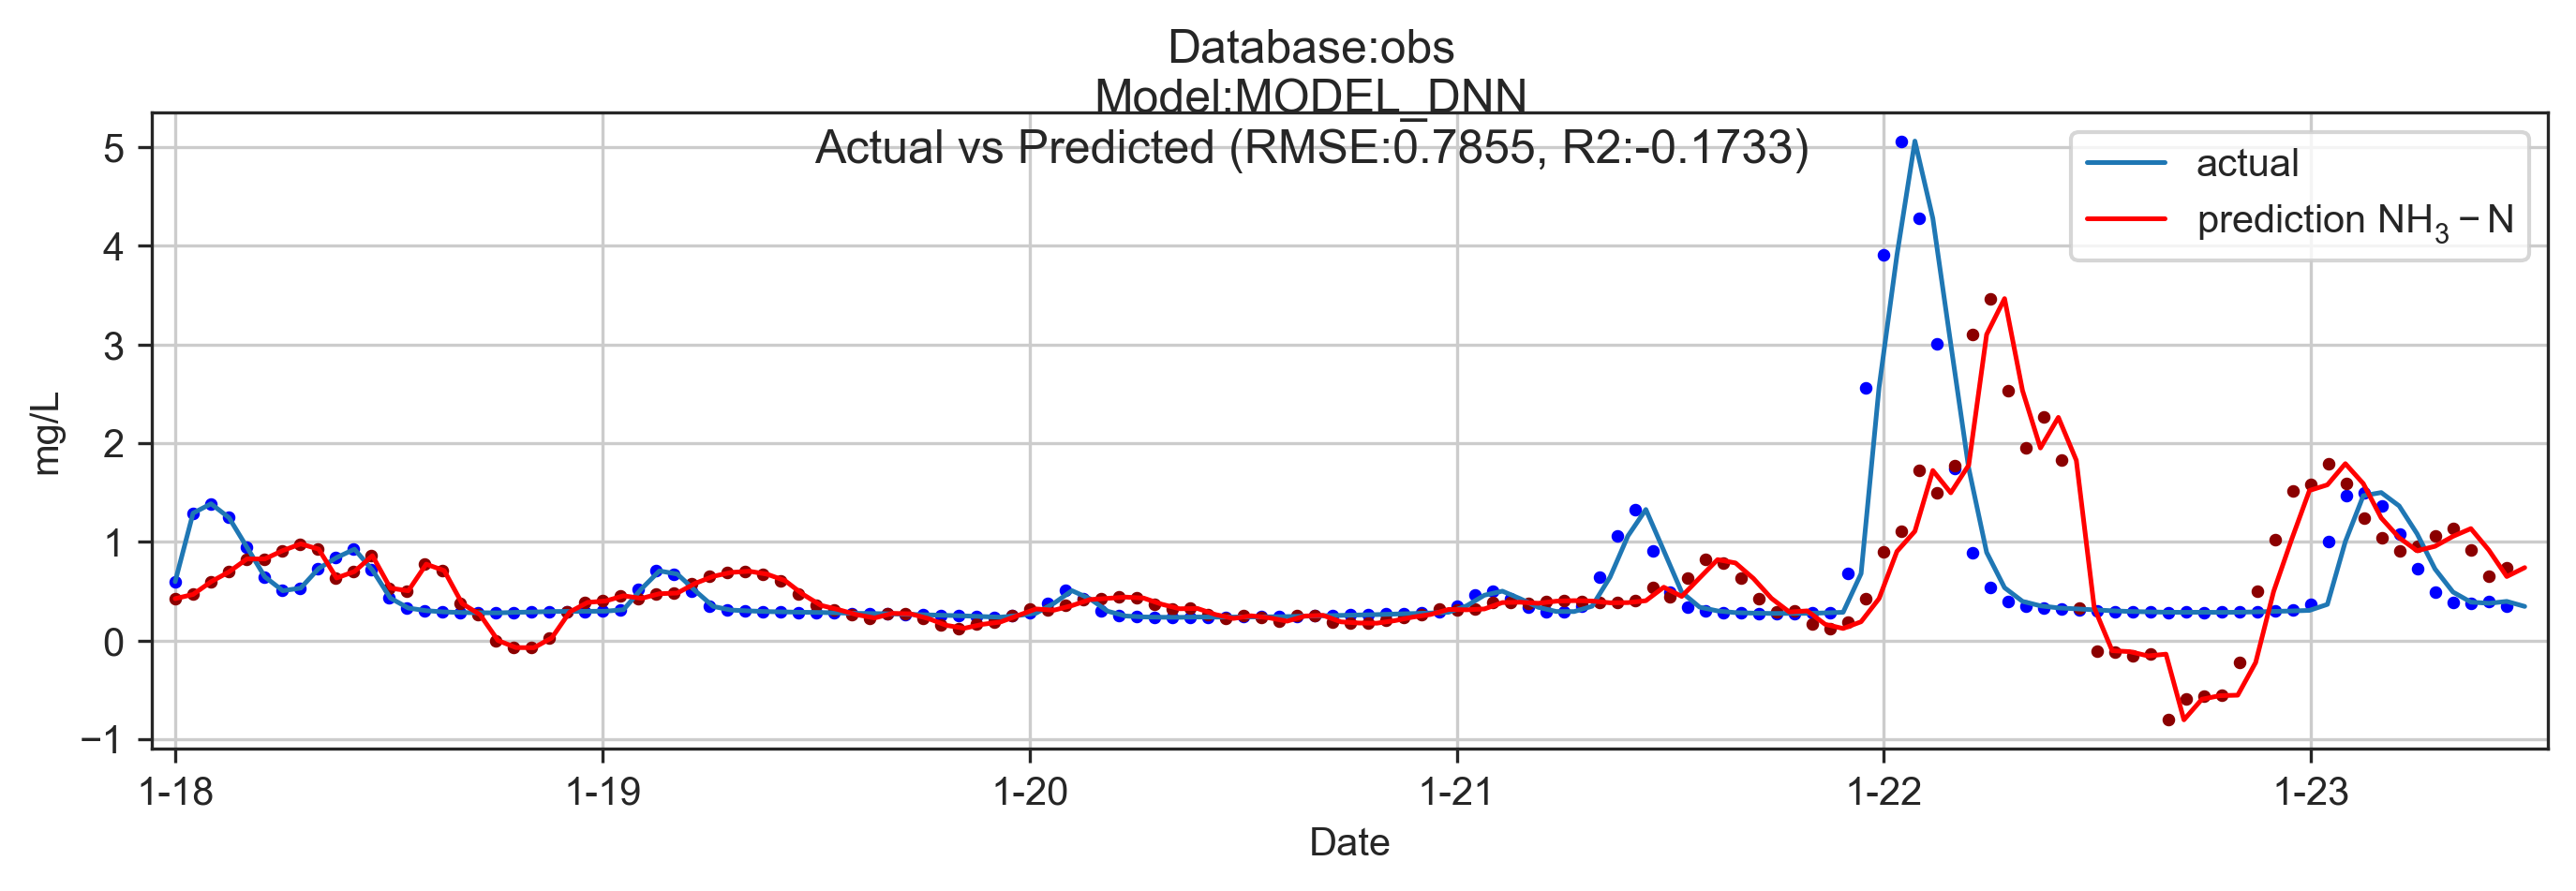 Database:obs
Model:MODEL_DNN
Actual vs Predicted (RMSE:0.7855, R2:-0.1733)
actual
prediction NH₃ − N
5
4
3
2
1
0
−1
mg/L
1-18 1-19 1-20 1-21 1-22 1-23
Date